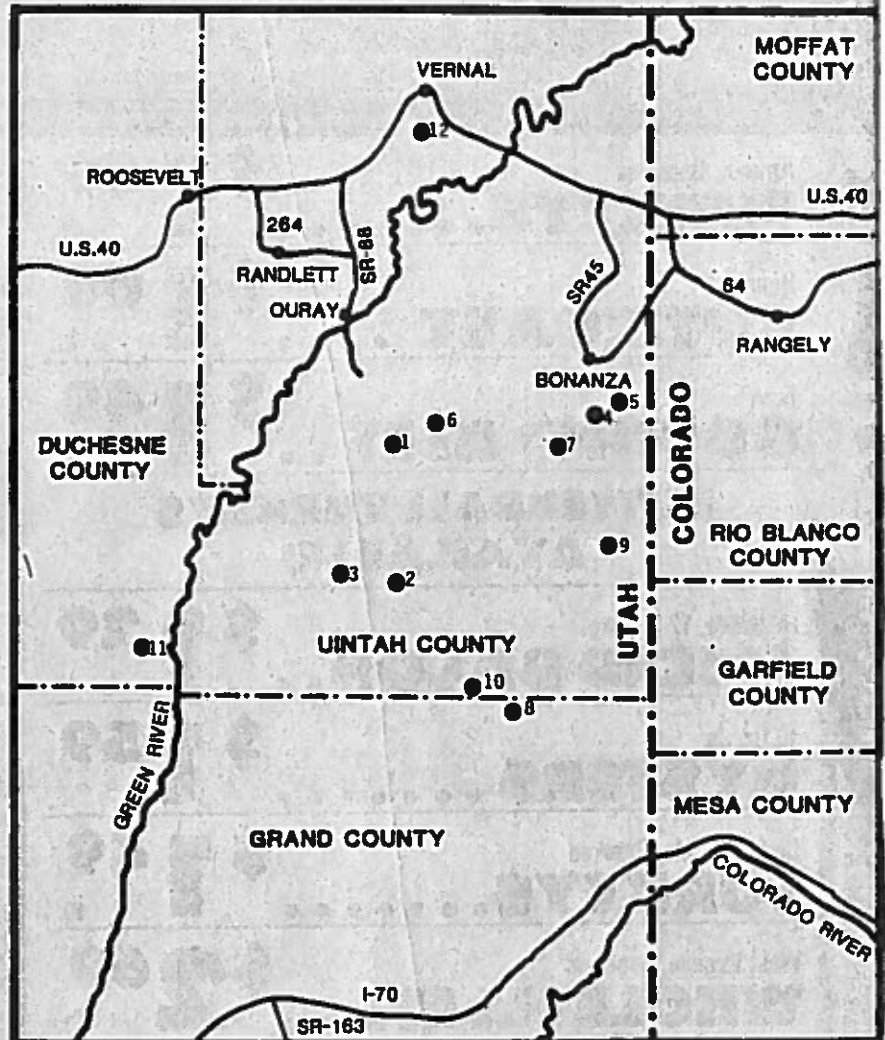 MOFFAT
COUNTY
VERNAL
12
ROOSEVELT
U.S.40
264
SR-88
U.S.40
RANDLETT
SR45
64
OURAY
RANGELY
BONANZA
5
4
6
1
7
DUCHESNE
COUNTY
COLORADO
9
RIO BLANCO
COUNTY
3
2
UTAH
11
UINTAH COUNTY
GARFIELD
COUNTY
10
8
GREEN RIVER
MESA COUNTY
GRAND COUNTY
COLORADO RIVER
I-70
SR-163